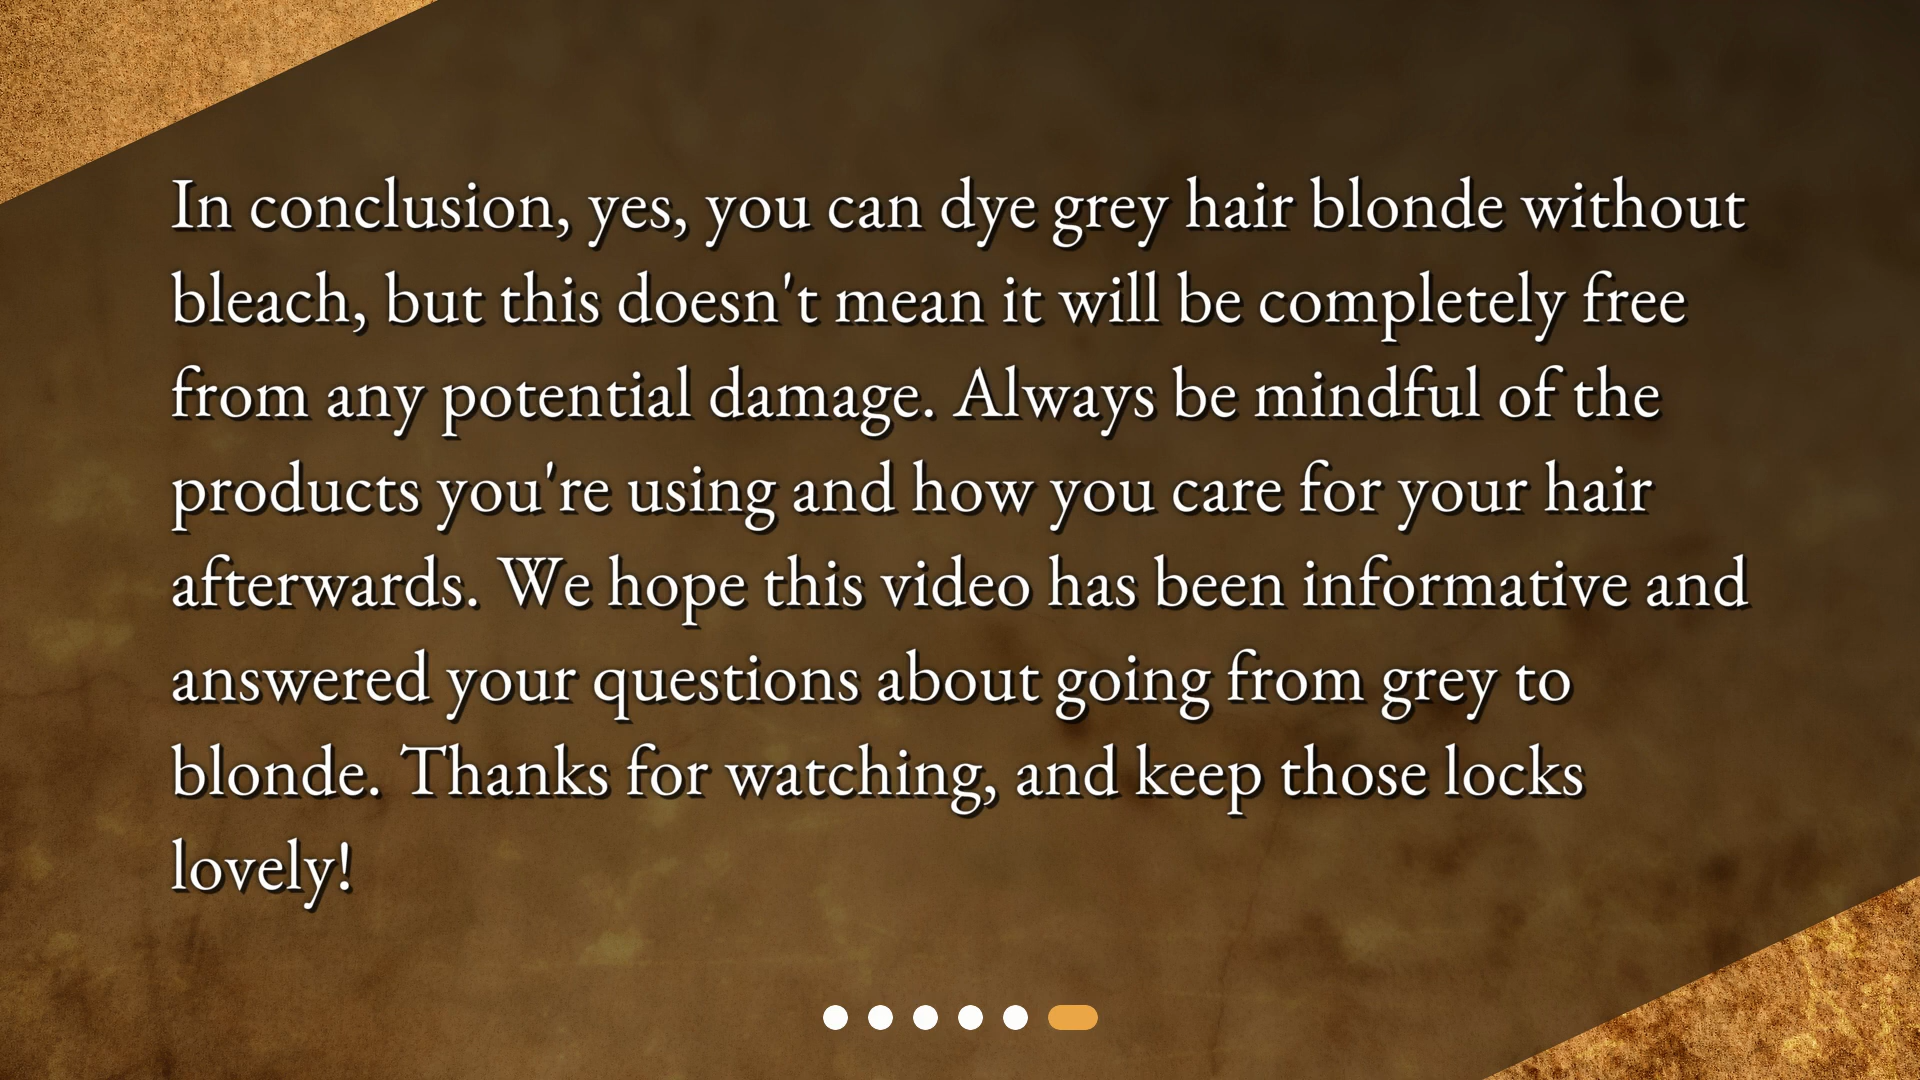 In conclusion, yes, you can dye grey hair blonde without
bleach, but this doesn't mean it will be completely free
from any potential damage. Always be mindful of the
products you're using and how you care for your hair
afterwards. We hope this video has been informative and
answered your questions about going from grey to
blonde. Thanks for watching, and keep those locks
lovely!